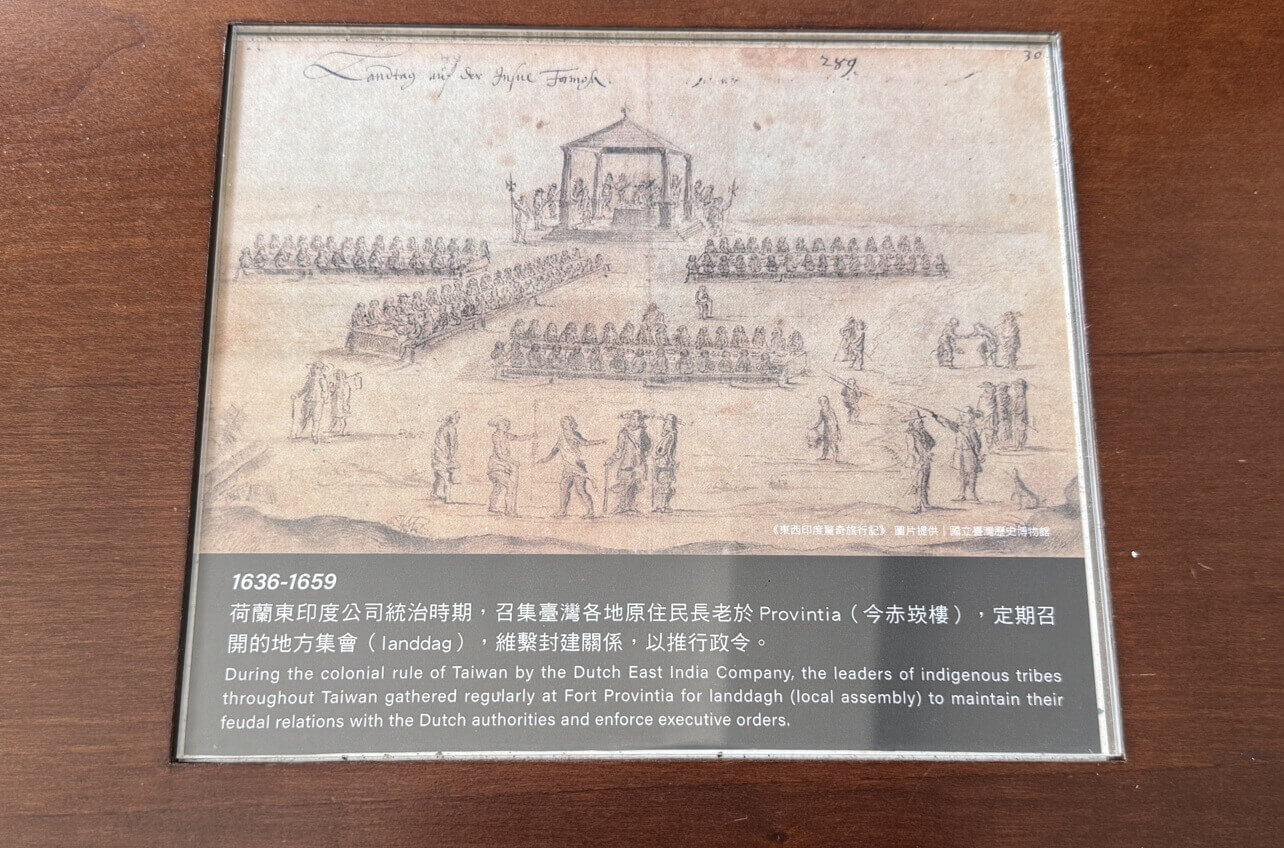 Landtag auf der Insul
289.
30
《東西印度驚奇旅行記》 圖片提供｜國立臺灣歷史博物館
1636-1659
荷蘭東印度公司統治時期，召集臺灣各地原住民長老於 Provintia（今赤崁樓），定期召
開的地方集會（landdag），維繫封建關係，以推行政令。
During the colonial rule of Taiwan by the Dutch East India Company, the leaders of indigenous tribes
throughout Taiwan gathered regularly at Fort Provintia for landdagh (local assembly) to maintain their
feudal relations with the Dutch authorities and enforce executive orders.